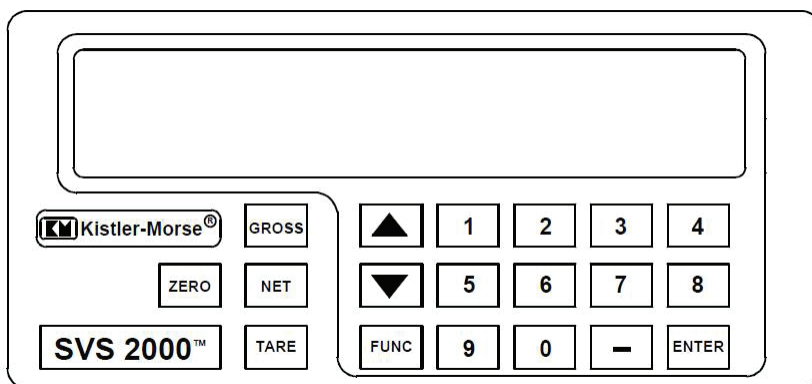 KM Kistler-Morse® GROSS 1 2 3 4
ZERO NET 5 6 7 8
SVS 2000™ TARE FUNC 9 0 – ENTER